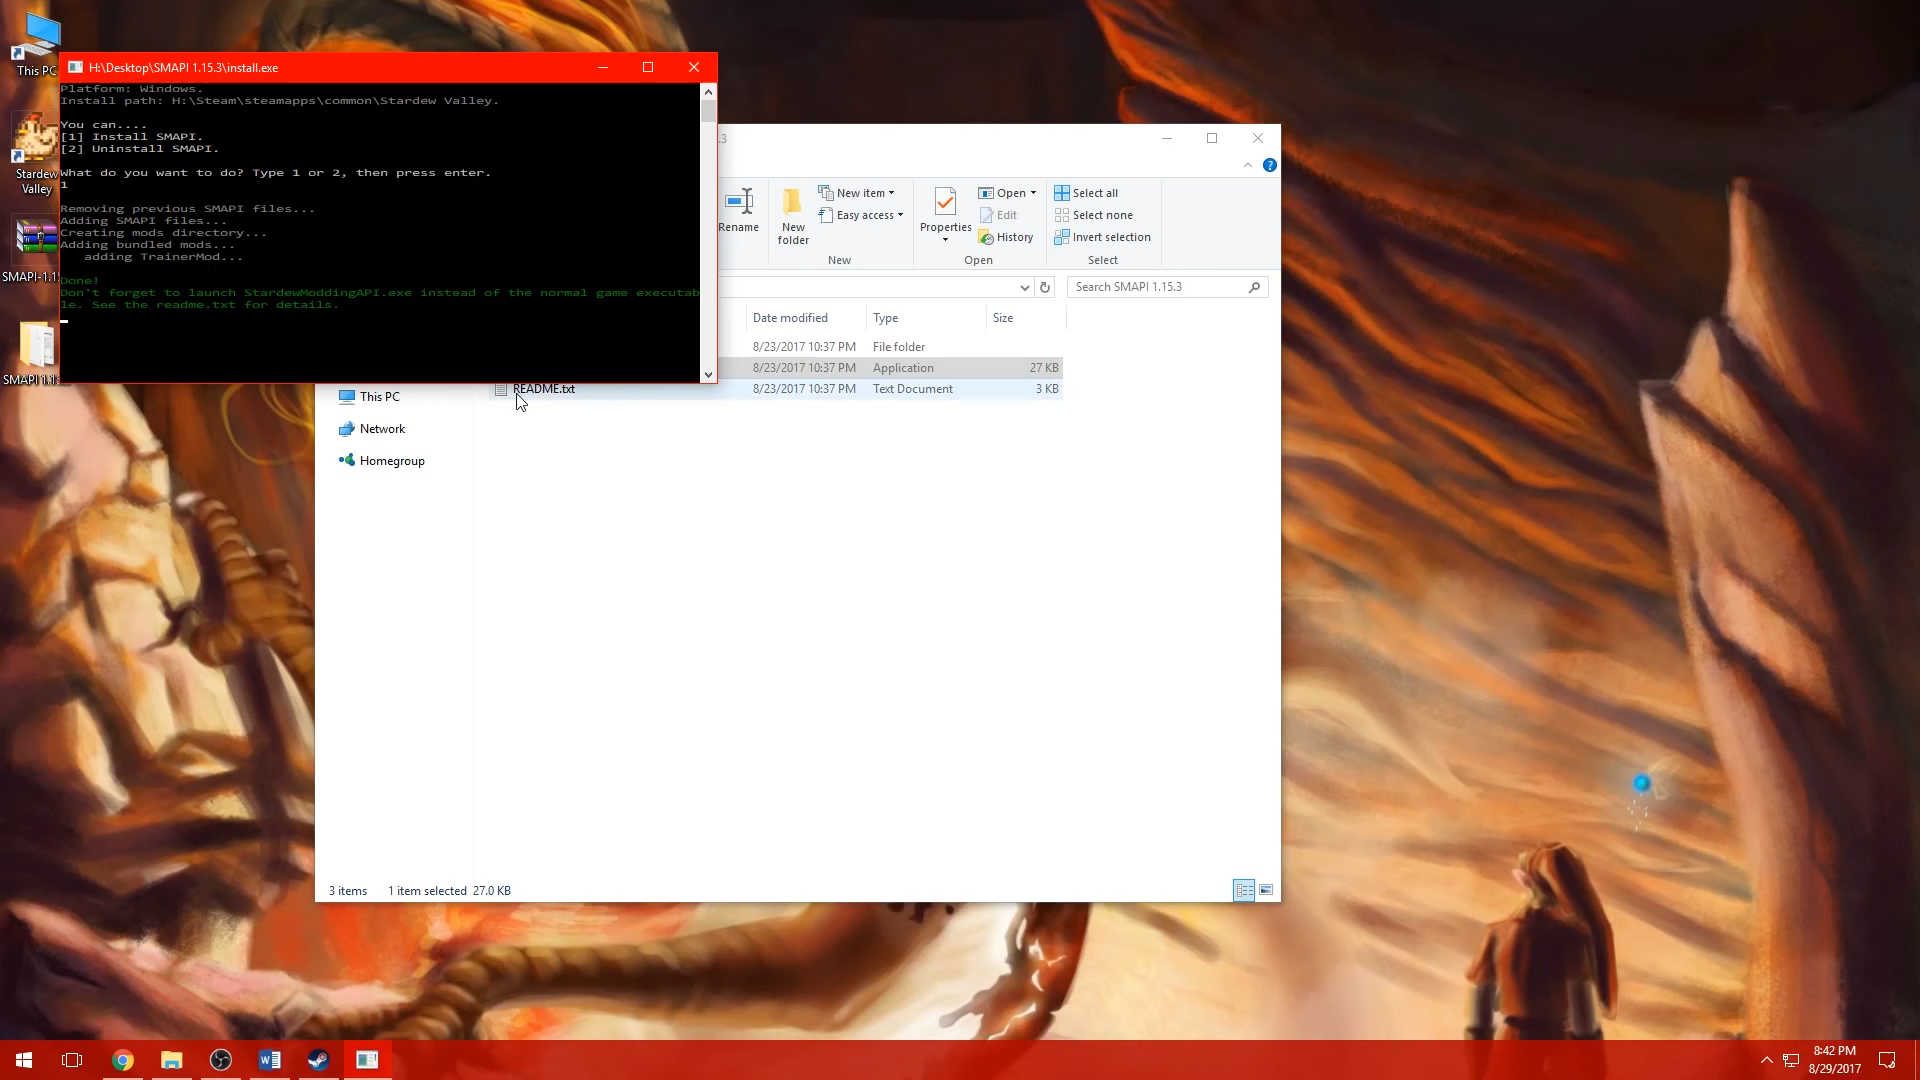 This PC
Stardew
Valley
SMAPI-1.15
SMAPI 1.15
H:\Desktop\SMAPI 1.15.3\install.exe
Platform: Windows.
Install path: H:\Steam\steamapps\common\Stardew Valley.
You can....
[1] Install SMAPI.
[2] Uninstall SMAPI.
What do you want to do? Type 1 or 2, then press enter.
1
Removing previous SMAPI files...
Adding SMAPI files...
Creating mods directory...
Adding bundled mods...
adding TrainerMod...
Done!
Don't forget to launch StardewModdingAPI.exe instead of the normal game executab
le. See the readme.txt for details.
.3
Rename
New
folder
New item
Easy access
New
Properties
Open
Edit
History
Open
Select all
Select none
Invert selection
Select
Search SMAPI 1.15.3
Date modified Type Size
8/23/2017 10:37 PM File folder
8/23/2017 10:37 PM Application 27 KB
README.txt 8/23/2017 10:37 PM Text Document 3 KB
This PC
Network
Homegroup
3 items 1 item selected 27.0 KB
8:42 PM
8/29/2017